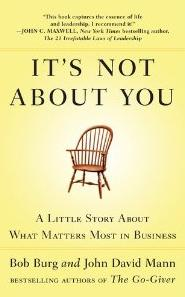 "This book captures the essence of life
and leadership. I recommend it!"
—JOHN C. MAXWELL, New York Times bestselling author,
The 21 Irrefutable Laws of Leadership
IT'S NOT ABOUT YOU
A LITTLE STORY ABOUT
WHAT MATTERS MOST IN BUSINESS
Bob Burg and John David Mann
BESTSELLING AUTHORS OF The Go-Giver